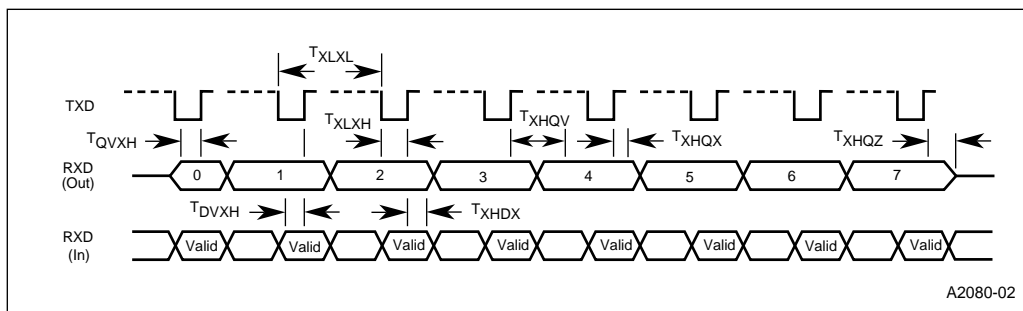 TXLXL
TXD
TXLXH
TXHQV
TQVXH
TXHQX
TXHQZ
RXD
(Out)
0 1 2 3 4 5 6 7
TDVXH
TXHDX
RXD
(In)
Valid Valid Valid Valid Valid Valid Valid Valid
A2080-02